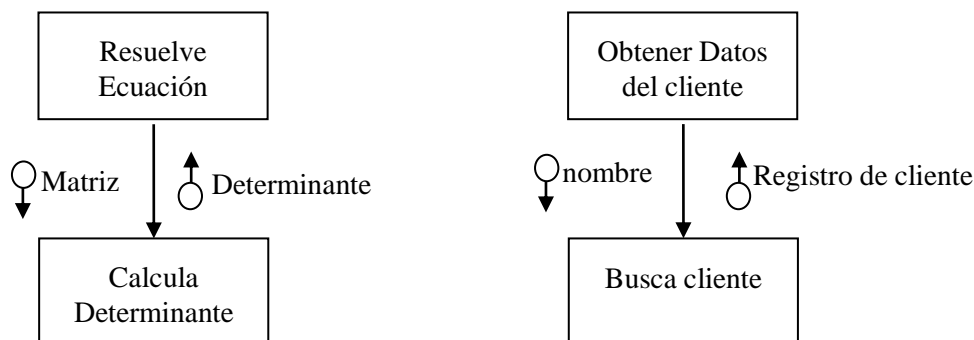 Resuelve
Ecuación
Matriz
Determinante
Calcula
Determinante
Obtener Datos
del cliente
nombre
Registro de cliente
Busca cliente